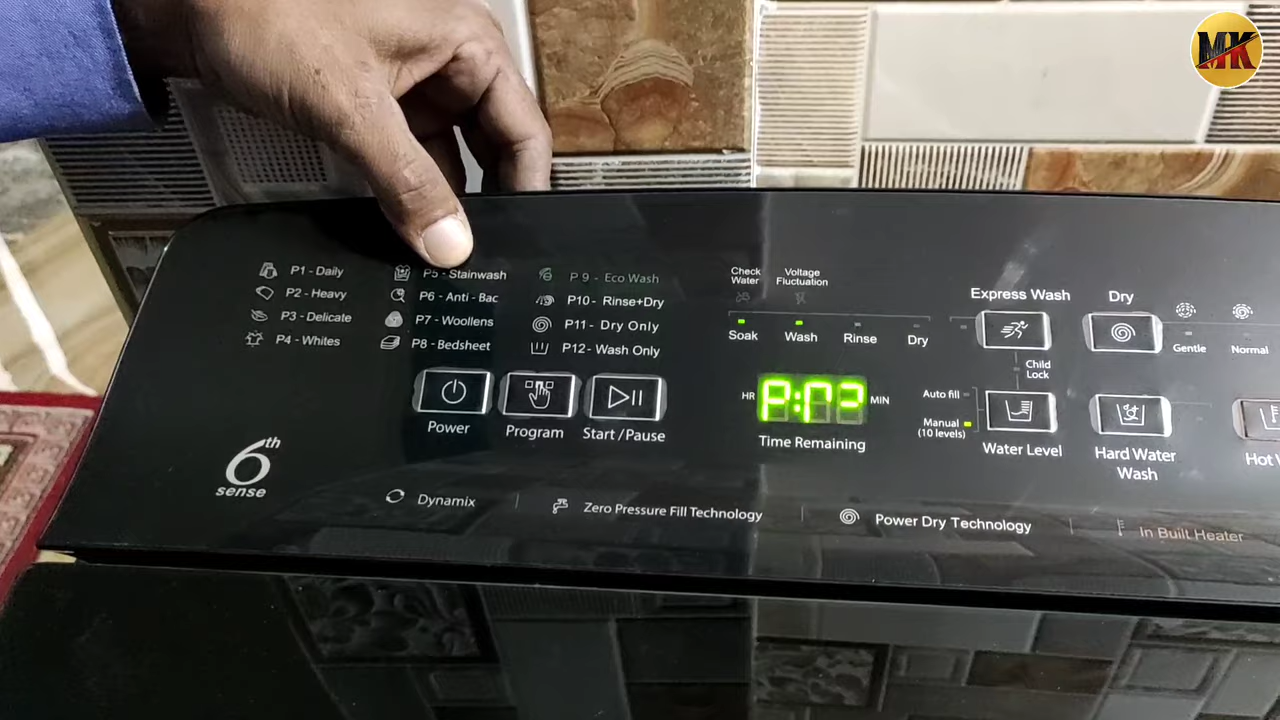 MK
P1 - Daily
P2 - Heavy
P3 - Delicate
P4 - Whites
P5 - Stainwash
P6 - Anti - Bac
P7 - Woollens
P8 - Bedsheet
P 9 - Eco Wash
P10 - Rinse+Dry
P11 - Dry Only
P12 - Wash Only
Power
Program
Start /Pause
6th
sense
Check
Water
Voltage
Fluctuation
Soak
Wash
Rinse
Dry
HR
MIN
Time Remaining
Express Wash
Dry
Gentle
Normal
Child
Lock
Auto fill
Manual
(10 levels)
Water Level
Hard Water
Wash
Hot
Dynamix
Zero Pressure Fill Technology
Power Dry Technology
In Built Heater